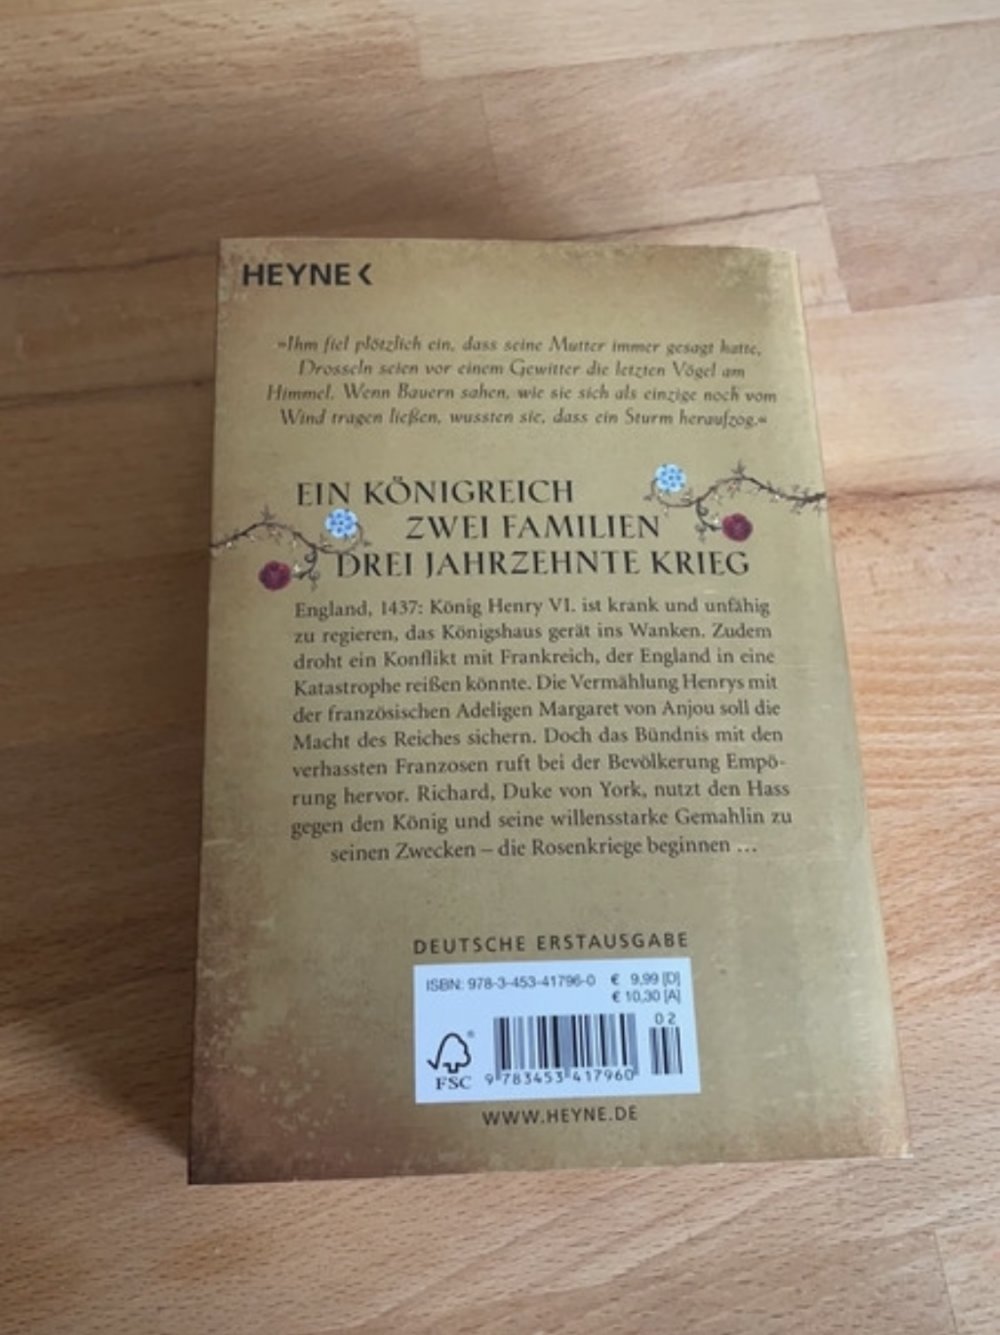 HEYNE <
»Ihm fiel plötzlich ein, dass seine Mutter immer gesagt hatte,
Drosseln seien vor einem Gewitter die letzten Vögel am
Himmel. Wenn Bauern sahen, wie sie sich als einzige noch vom
Wind tragen ließen, wussten sie, dass ein Sturm heraufzog.«
EIN KÖNIGREICH
ZWEI FAMILIEN
DREI JAHRZEHNTE KRIEG
England, 1437: König Henry VI. ist krank und unfähig
zu regieren, das Königshaus gerät ins Wanken. Zudem
droht ein Konflikt mit Frankreich, der England in eine
Katastrophe reißen könnte. Die Vermählung Henrys mit
der französischen Adeligen Margaret von Anjou soll die
Macht des Reiches sichern. Doch das Bündnis mit den
verhassten Franzosen ruft bei der Bevölkerung Empö-
rung hervor. Richard, Duke von York, nutzt den Hass
gegen den König und seine willensstarke Gemahlin zu
seinen Zwecken – die Rosenkriege beginnen ...
DEUTSCHE ERSTAUSGABE
ISBN: 978-3-453-41796-0 € 9,99 [D]
€ 10,30 [A]
02
® FSC
9 783453 417960
WWW.HEYNE.DE